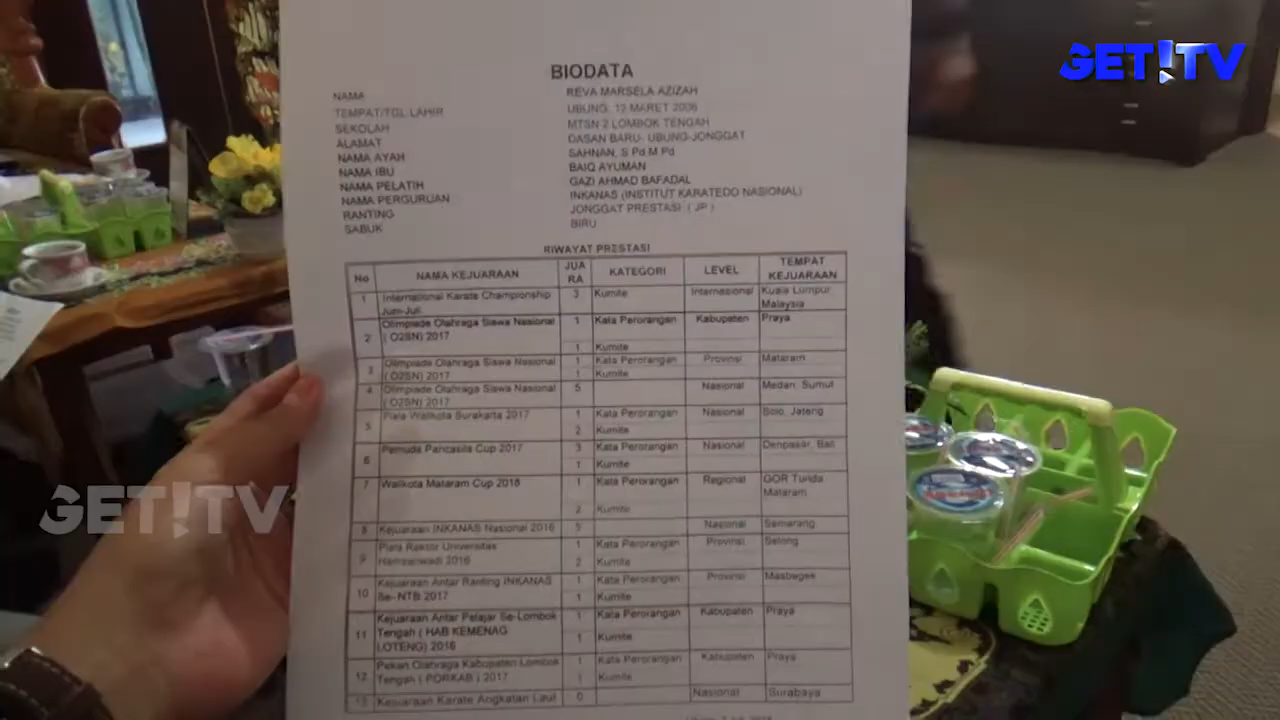 GET!TV
BIODATA
NAMA REVA MARSELA AZIZAH
TEMPAT/TGL LAHIR UBUNG, 12 MARET 2006
SEKOLAH MTSN 2 LOMBOK TENGAH
ALAMAT DASAN BARU- UBUNG-JONGGAT
NAMA AYAH SAHNAN, S Pd M Pd
NAMA IBU BAIQ AYUMAN
NAMA PELATIH GAZI AHMAD BAFADAL
NAMA PERGURUAN INKANAS (INSTITUT KARATEDO NASIONAL)
RANTING JONGGAT PRESTASI ( JP )
SABUK BIRU
RIWAYAT PRESTASI
No NAMA KEJUARAAN JUA RA KATEGORI LEVEL TEMPAT KEJUARAAN
1 International Karate Championship Juni-Juli 3 Kumite Internasional Kuala Lumpur Malaysia
2 Olimpiade Olahraga Siswa Nasional ( O2SN) 2017 1 Kata Perorangan Kabupaten Praya
1 Kumite
3 Olimpiade Olahraga Siswa Nasional ( O2SN) 2017 1 Kata Perorangan Provinsi Mataram
1 Kumite
4 Olimpiade Olahraga Siswa Nasional ( O2SN) 2017 5 Nasional Medan, Sumut
5 Piala Walikota Surakarta 2017 1 Kata Perorangan Nasional Solo, Jateng
2 Kumite
6 Pemuda Pancasila Cup 2017 3 Kata Perorangan Nasional Denpasar, Bali
1 Kumite
7 Walikota Mataram Cup 2018 1 Kata Perorangan Regional GOR Turida Mataram
2 Kumite
8 Kejuaraan INKANAS Nasional 2016 5 Nasional Semarang
9 Piala Rektor Universitas Hamzanwadi 2016 1 Kata Perorangan Provinsi Selong
2 Kumite
10 Kejuaraan Antar Ranting INKANAS Se- NTB 2017 1 Kata Perorangan Provinsi Masbagee
1 Kumite
11 Kejuaraan Antar Pelajar Se-Lombok Tengah ( HAB KEMENAG LOTENG) 2016 1 Kata Perorangan Kabupaten Praya
1 Kumite
12 Pekan Olahraga Kabupaten Lombok Tengah ( PORKAB ) 2017 1 Kata Perorangan Kabupaten Praya
1 Kumite
13 Kejuaraan Karate Angkatan Laut 0 Nasional Surabaya
GET!TV